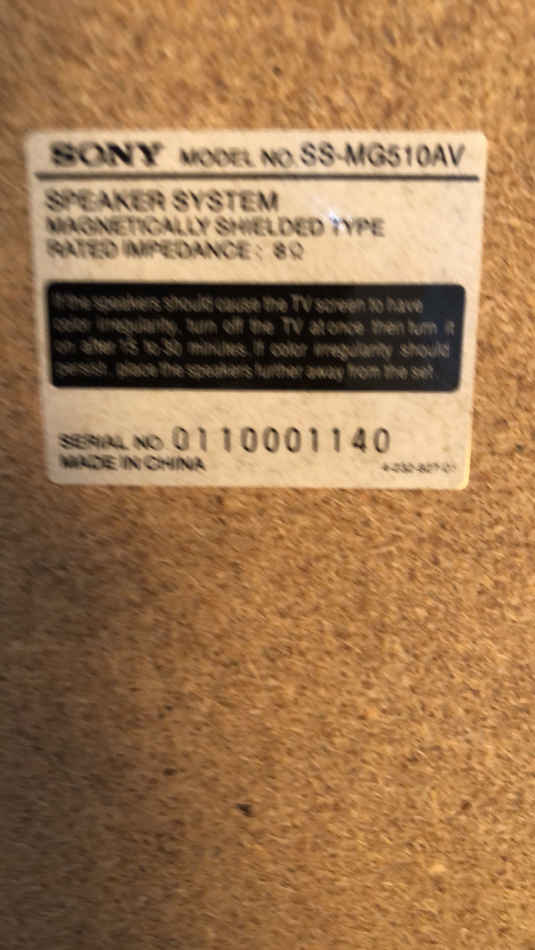 SONY MODEL NO. SS-MG510AV
SPEAKER SYSTEM
MAGNETICALLY SHIELDED TYPE
RATED IMPEDANCE : 8Ω
If the speakers should cause the TV screen to have
color irregularity, turn off the TV at once then turn it
on after 15 to 30 minutes. If color irregularity should
persist, place the speakers further away from the set.
SERIAL NO. 0110001140
MADE IN CHINA